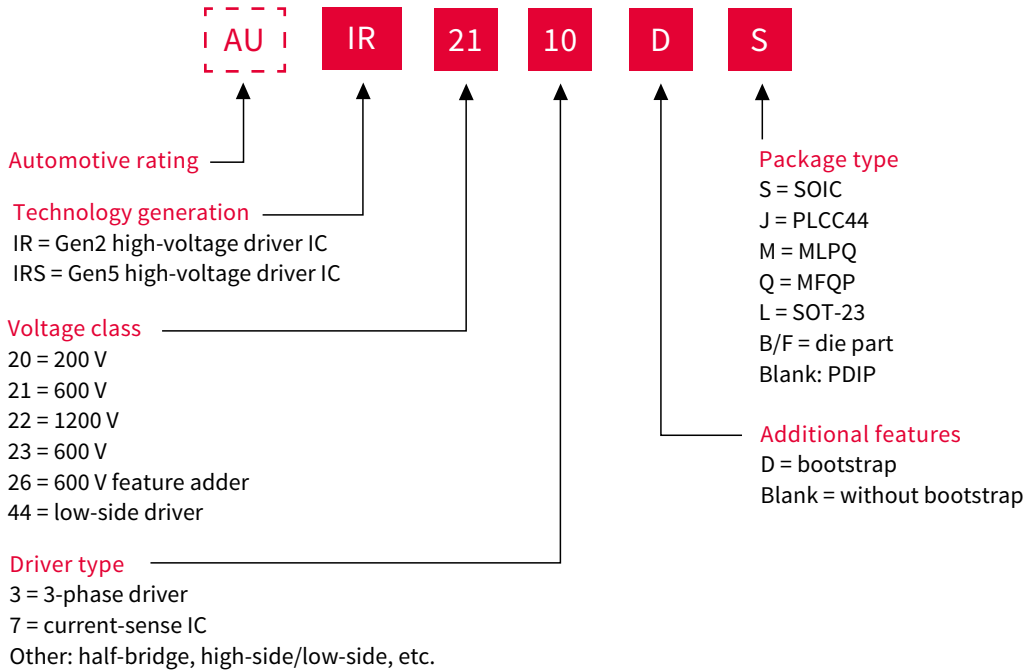 AU IR 21 10 D S
Automotive rating
Technology generation
IR = Gen2 high-voltage driver IC
IRS = Gen5 high-voltage driver IC
Voltage class
20 = 200 V
21 = 600 V
22 = 1200 V
23 = 600 V
26 = 600 V feature adder
44 = low-side driver
Driver type
3 = 3-phase driver
7 = current-sense IC
Other: half-bridge, high-side/low-side, etc.
Package type
S = SOIC
J = PLCC44
M = MLPQ
Q = MFQP
L = SOT-23
B/F = die part
Blank: PDIP
Additional features
D = bootstrap
Blank = without bootstrap